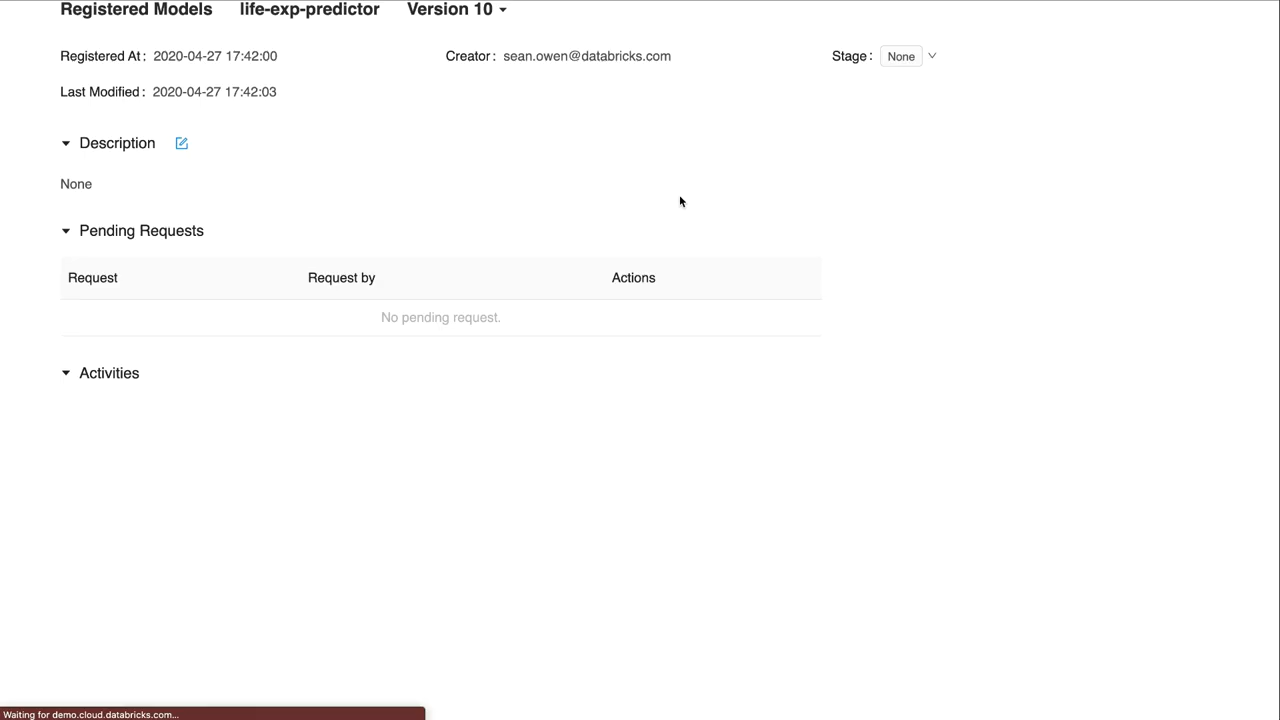 Registered Models life-exp-predictor Version 10
Registered At: 2020-04-27 17:42:00 Creator: sean.owen@databricks.com Stage: None
Last Modified: 2020-04-27 17:42:03
Description
None
Pending Requests
Request Request by Actions
No pending request.
Activities
Waiting for demo.cloud.databricks.com...